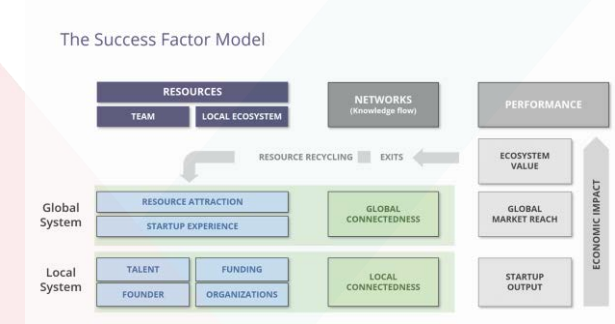 The Success Factor Model
RESOURCES
TEAM
LOCAL ECOSYSTEM
NETWORKS
(Knowledge flow)
PERFORMANCE
RESOURCE RECYCLING
EXITS
ECOSYSTEM
VALUE
Global
System
RESOURCE ATTRACTION
STARTUP EXPERIENCE
GLOBAL
CONNECTEDNESS
GLOBAL
MARKET REACH
ECONOMIC IMPACT
Local
System
TALENT
FUNDING
FOUNDER
ORGANIZATIONS
LOCAL
CONNECTEDNESS
STARTUP
OUTPUT